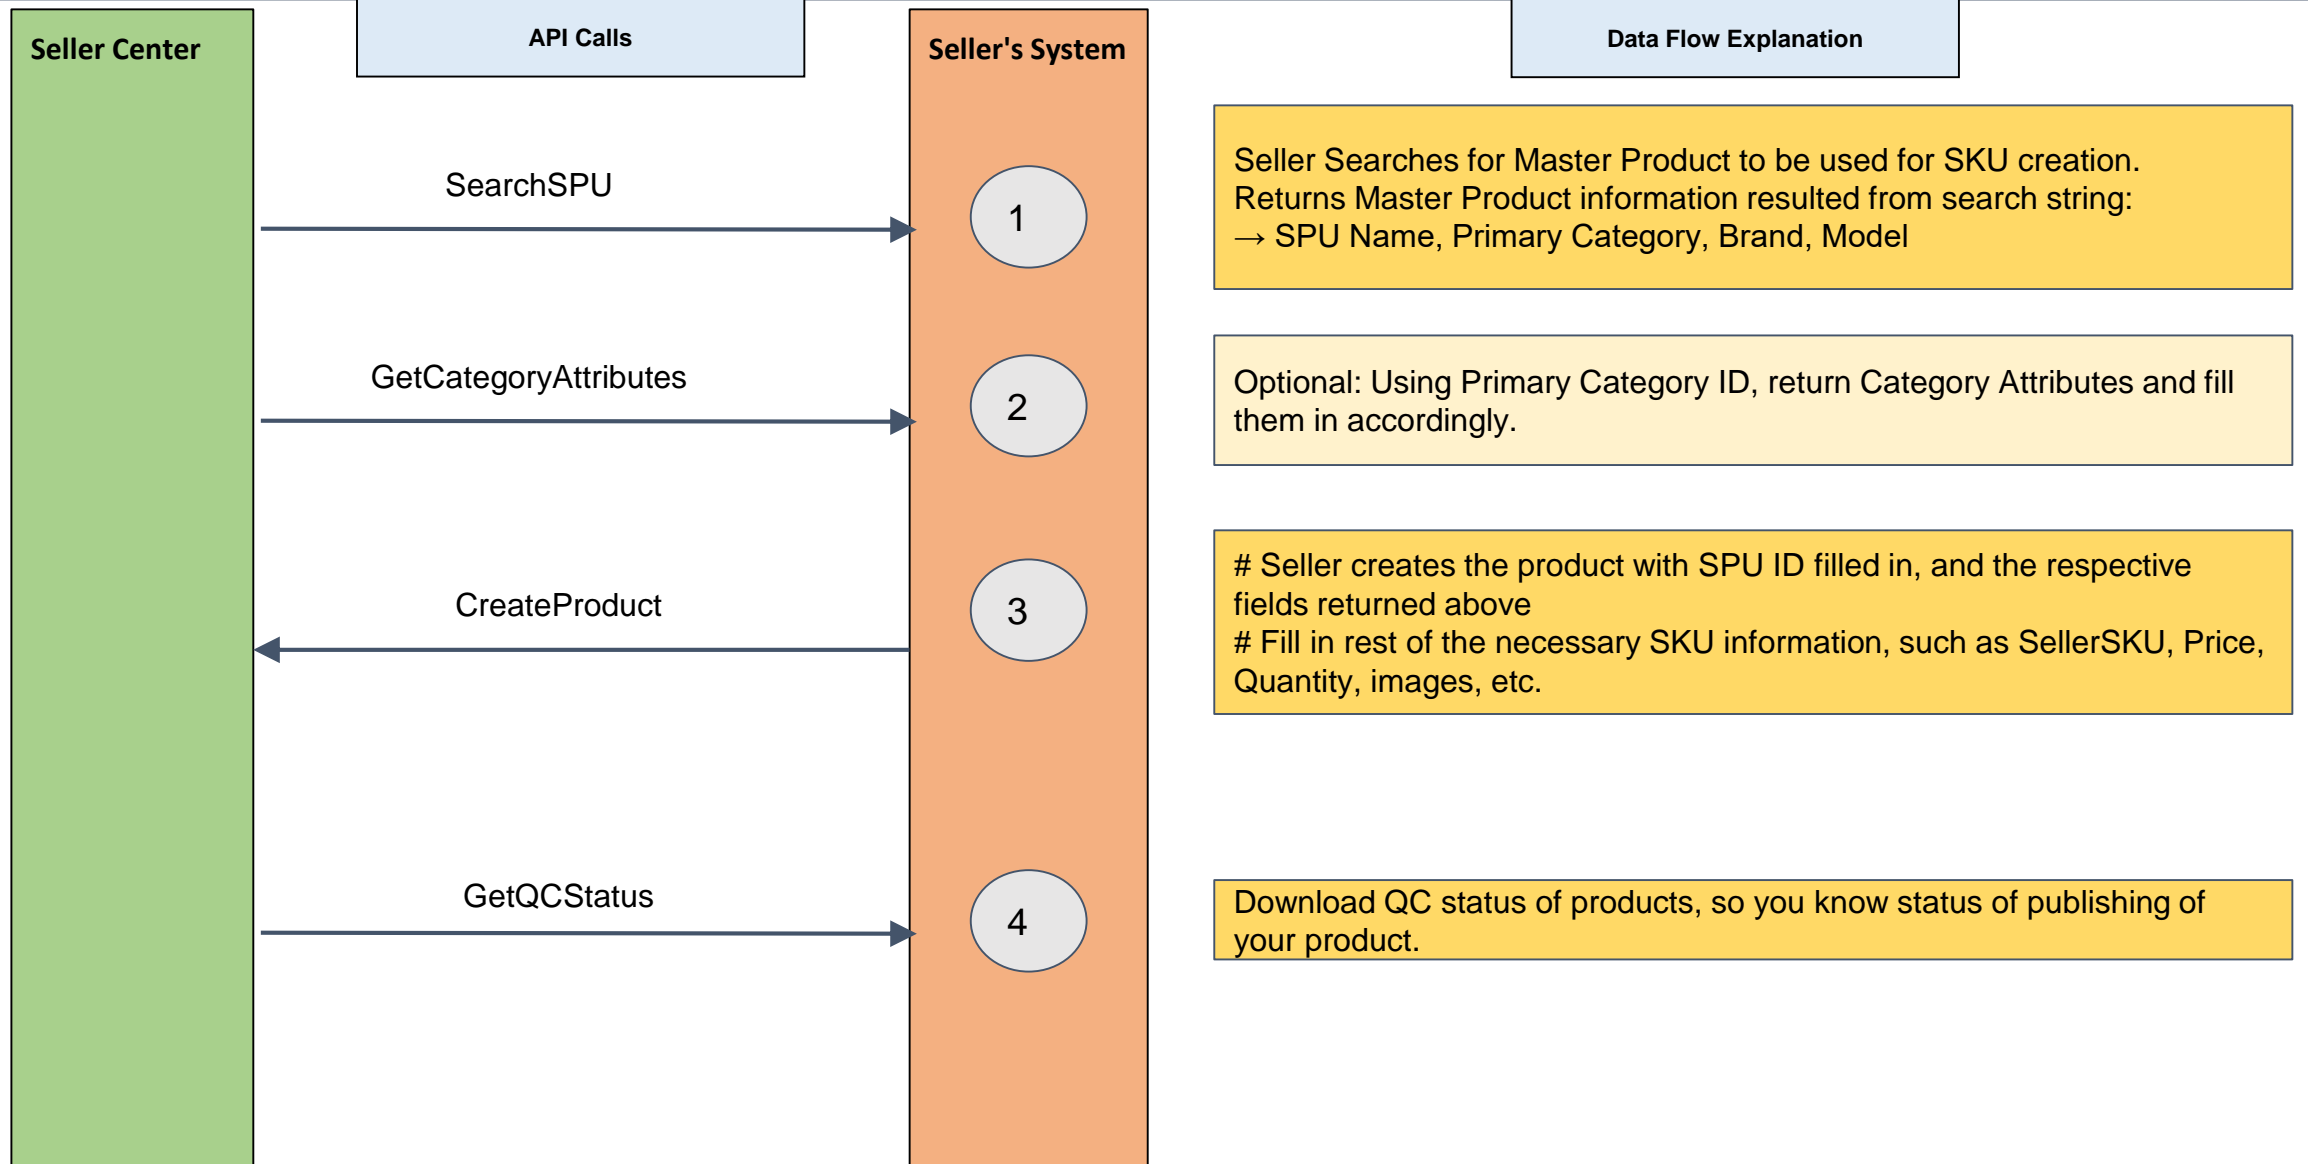 Seller Center
API Calls
Seller's System
Data Flow Explanation
SearchSPU
1
Seller Searches for Master Product to be used for SKU creation.
Returns Master Product information resulted from search string:
→ SPU Name, Primary Category, Brand, Model
GetCategoryAttributes
2
Optional: Using Primary Category ID, return Category Attributes and fill
them in accordingly.
CreateProduct
3
# Seller creates the product with SPU ID filled in, and the respective
fields returned above
# Fill in rest of the necessary SKU information, such as SellerSKU, Price,
Quantity, images, etc.
GetQCStatus
4
Download QC status of products, so you know status of publishing of
your product.